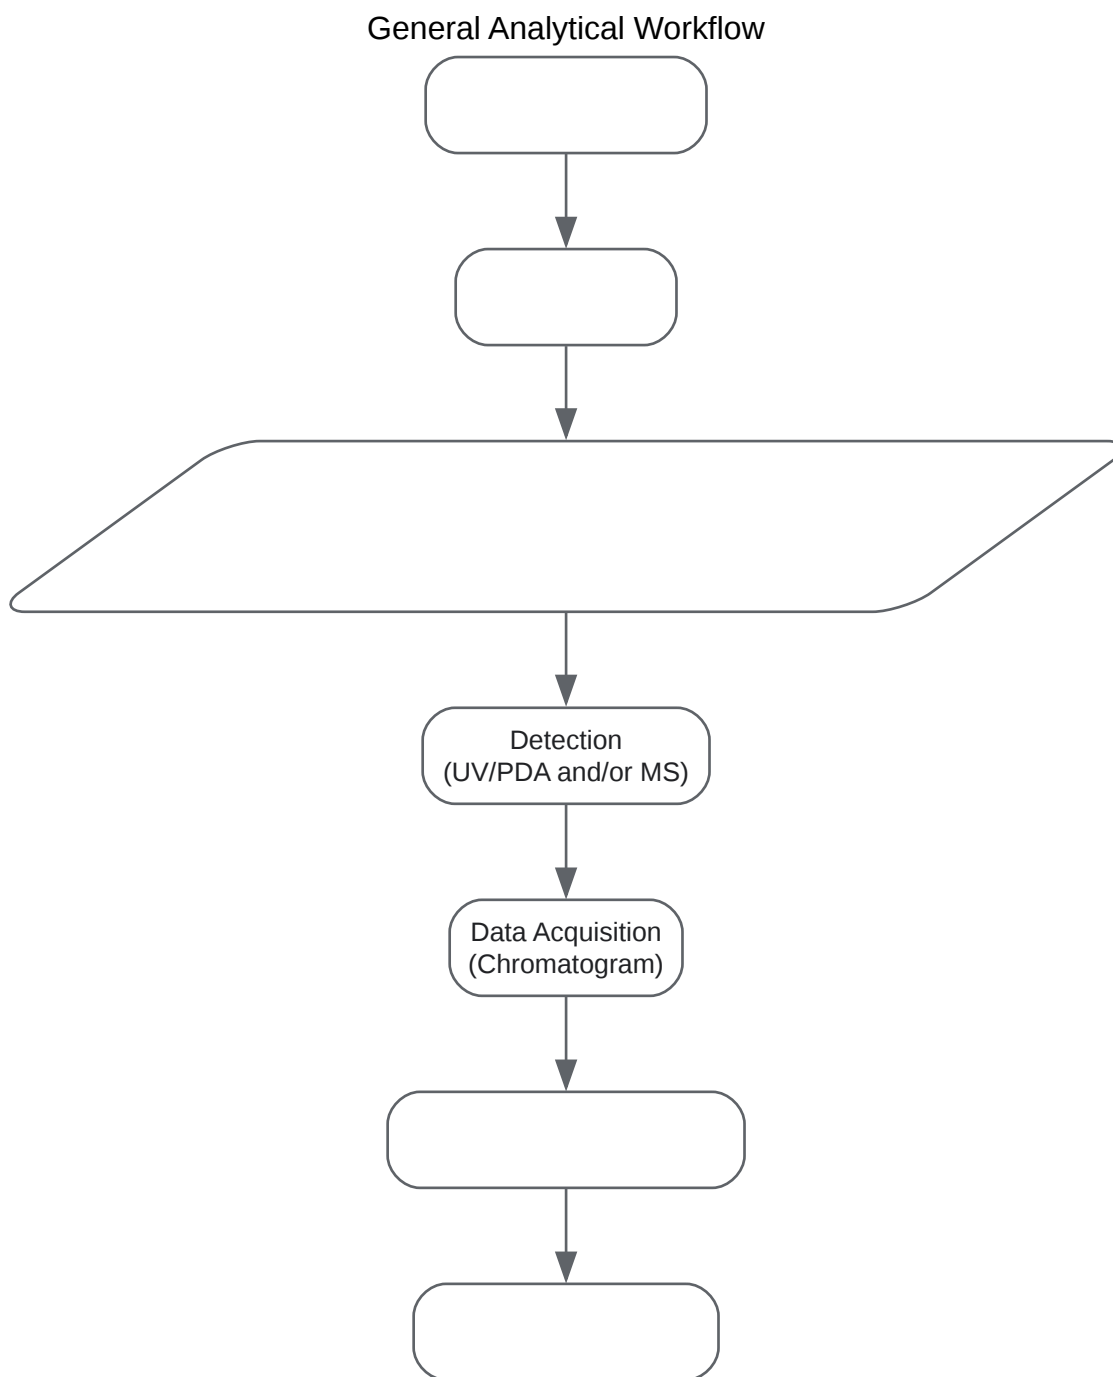 General Analytical Workflow
Detection
(UV/PDA and/or MS)
Data Acquisition
(Chromatogram)